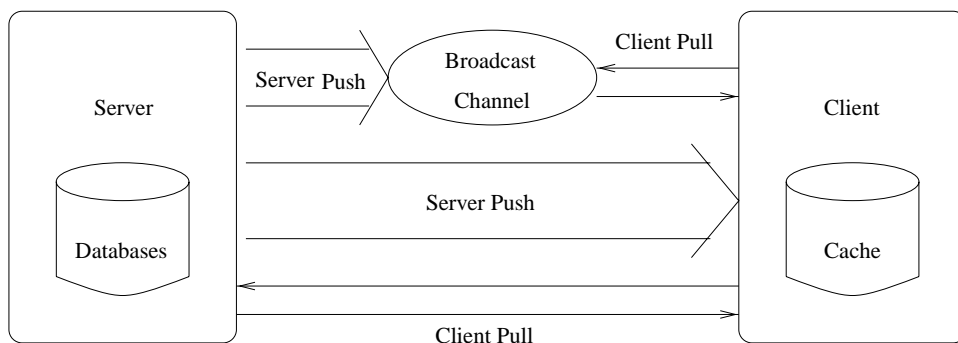 Client Pull
Broadcast
Server Push
Channel
Server
Client
Server Push
Databases
Cache
Client Pull